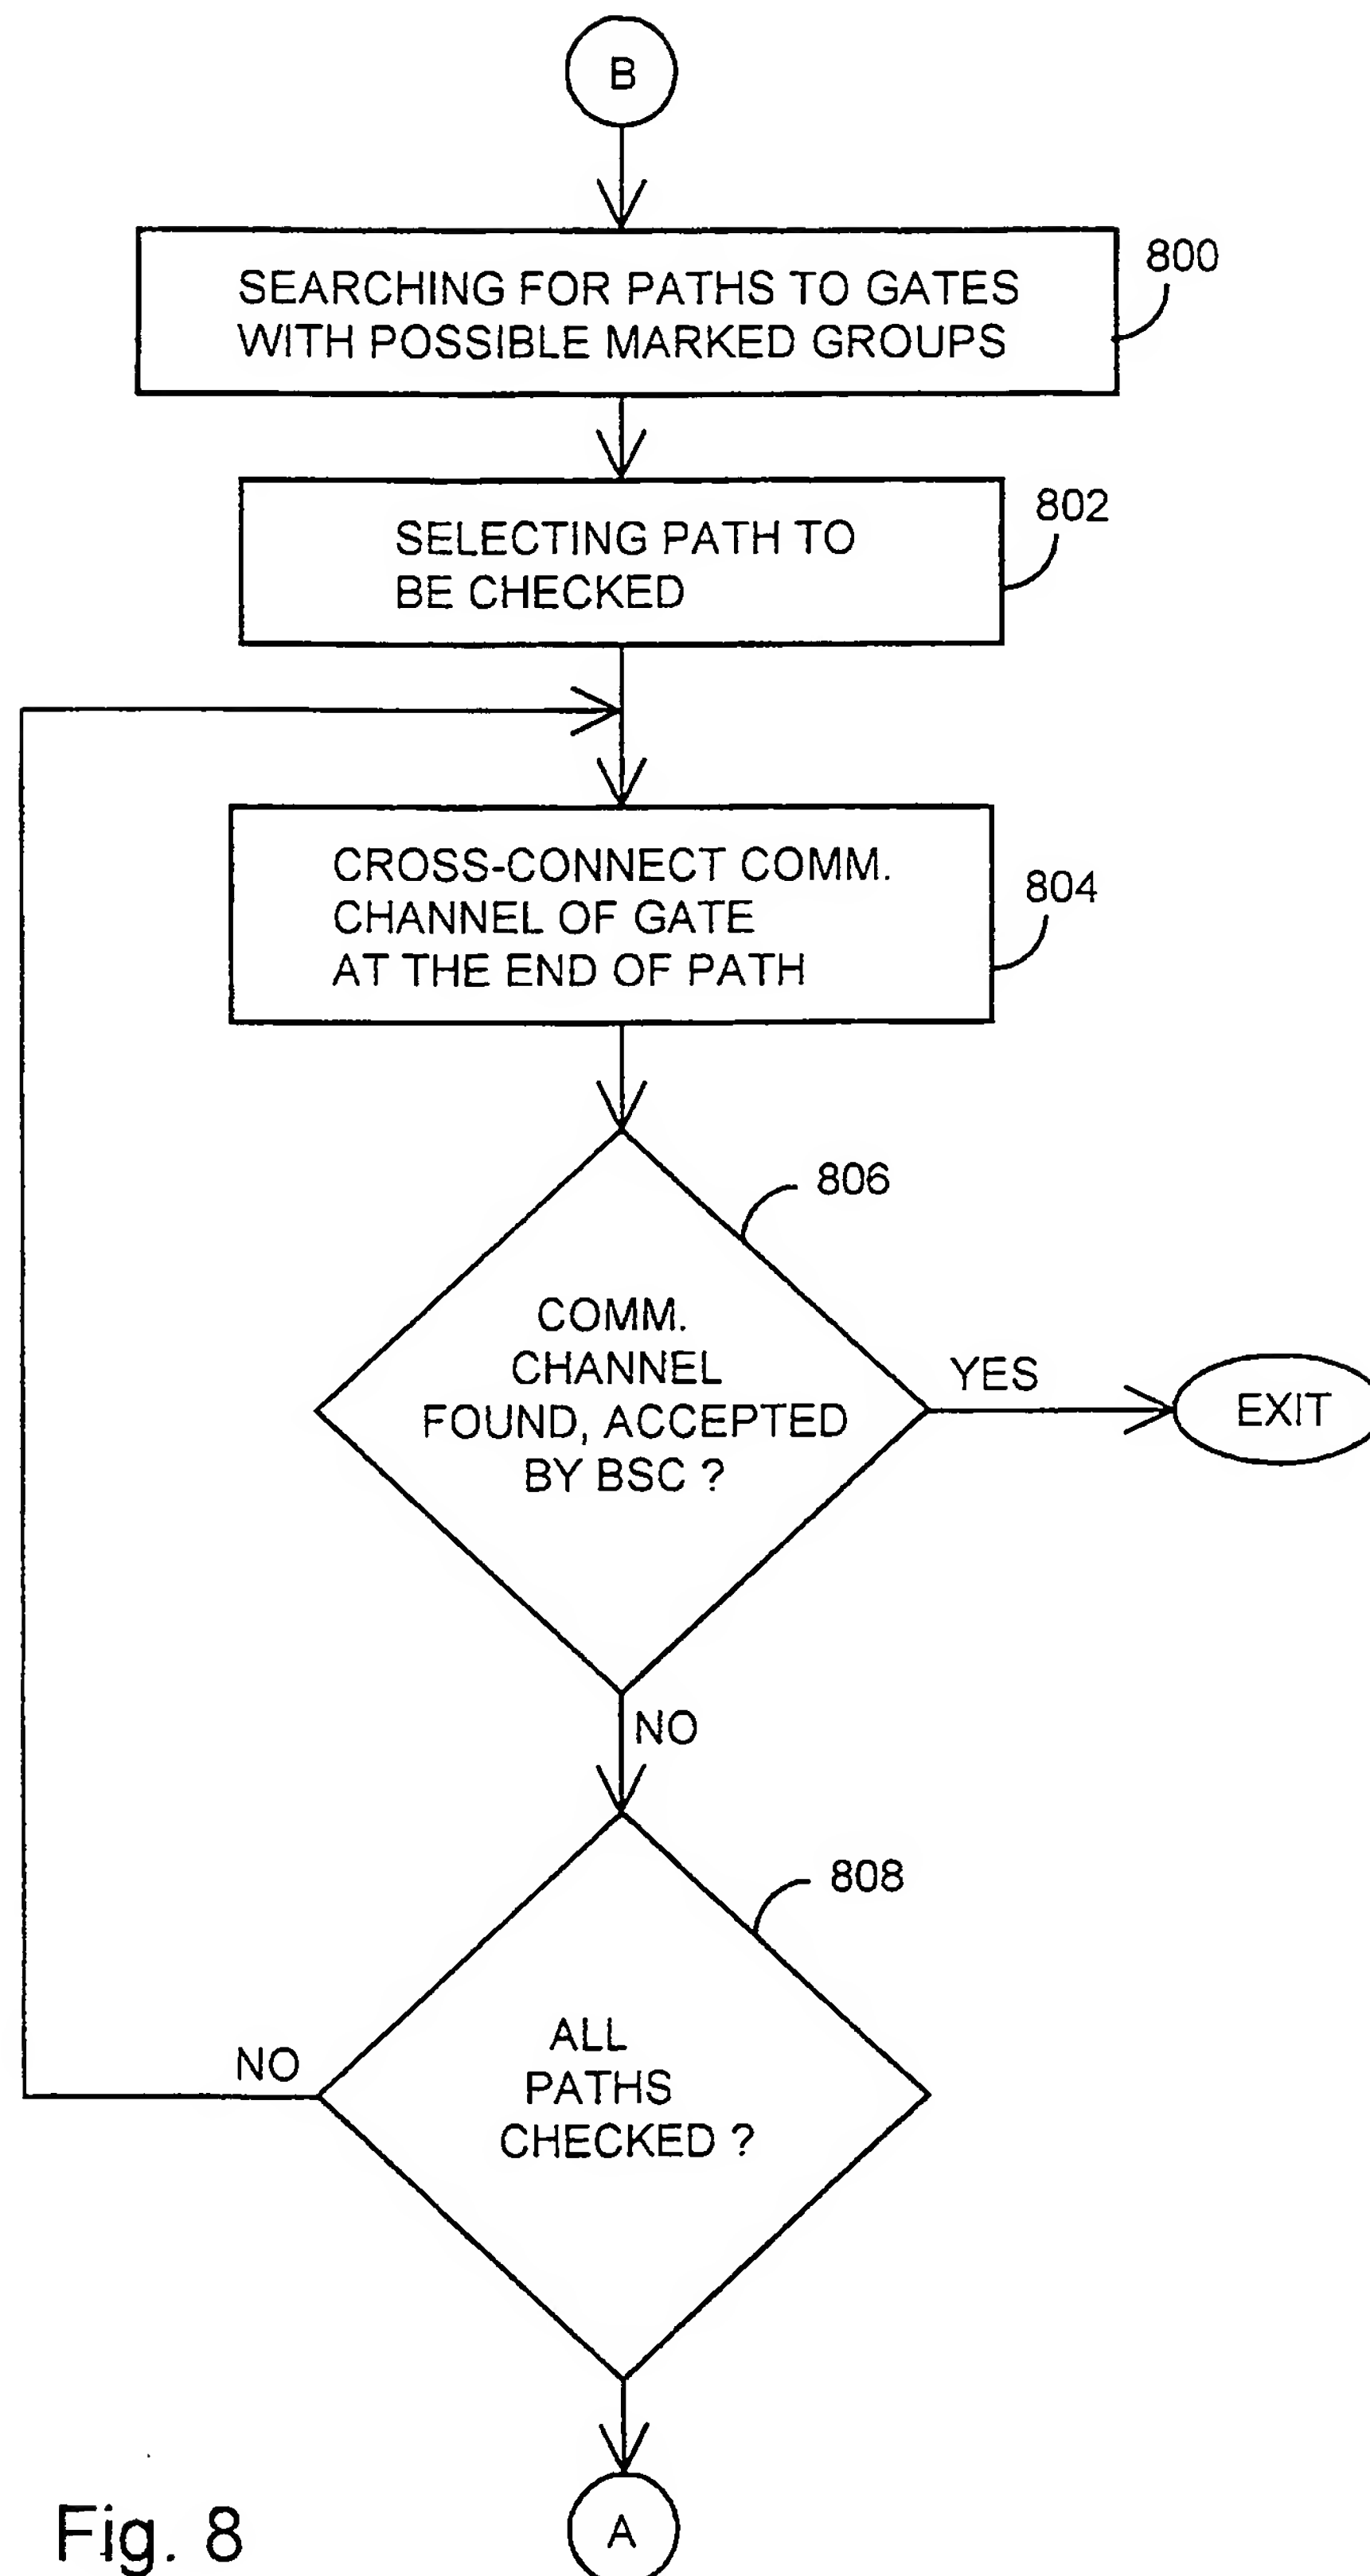 B
SEARCHING FOR PATHS TO GATES
WITH POSSIBLE MARKED GROUPS
800
SELECTING PATH TO
BE CHECKED
802
CROSS-CONNECT COMM.
CHANNEL OF GATE
AT THE END OF PATH
804
806
COMM.
CHANNEL
FOUND, ACCEPTED
BY BSC ?
YES
EXIT
NO
808
ALL
PATHS
CHECKED ?
NO
A
Fig. 8